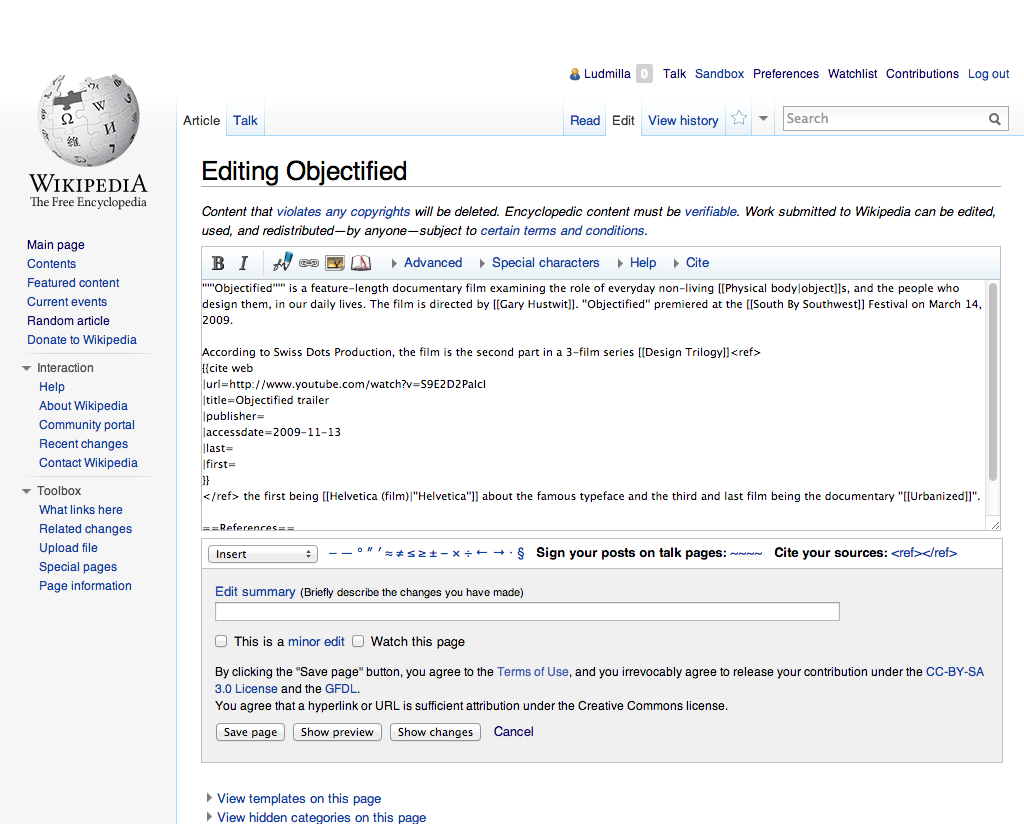 Ludmilla 0 Talk Sandbox Preferences Watchlist Contributions Log out
Article Talk Read Edit View history Search
WIKIPEDIA
The Free Encyclopedia
Main page
Contents
Featured content
Current events
Random article
Donate to Wikipedia
Interaction
Help
About Wikipedia
Community portal
Recent changes
Contact Wikipedia
Toolbox
What links here
Related changes
Upload file
Special pages
Page information
Editing Objectified
Content that violates any copyrights will be deleted. Encyclopedic content must be verifiable. Work submitted to Wikipedia can be edited,
used, and redistributed—by anyone—subject to certain terms and conditions.
B I Advanced Special characters Help Cite
"""Objectified""" is a feature-length documentary film examining the role of everyday non-living [[Physical body|object]]s, and the people who
design them, in our daily lives. The film is directed by [[Gary Hustwit]]. "Objectified" premiered at the [[South By Southwest]] Festival on March 14,
2009.
According to Swiss Dots Production, the film is the second part in a 3-film series [[Design Trilogy]]<ref>
{{cite web
|url=http://www.youtube.com/watch?v=S9E2D2PaIcI
|title=Objectified trailer
|publisher=
|accessdate=2009-11-13
|last=
|first=
}}
</ref> the first being [[Helvetica (film)|"Helvetica"]] about the famous typeface and the third and last film being the documentary "[[Urbanized]]".
==References==
Insert – — ° ″ ′ ≈ ≠ ≤ ≥ ± − × ÷ ← → · § Sign your posts on talk pages: ~~~~ Cite your sources: <ref></ref>
Edit summary (Briefly describe the changes you have made)
This is a minor edit Watch this page
By clicking the "Save page" button, you agree to the Terms of Use, and you irrevocably agree to release your contribution under the CC-BY-SA
3.0 License and the GFDL.
You agree that a hyperlink or URL is sufficient attribution under the Creative Commons license.
Save page Show preview Show changes Cancel
View templates on this page
View hidden categories on this page